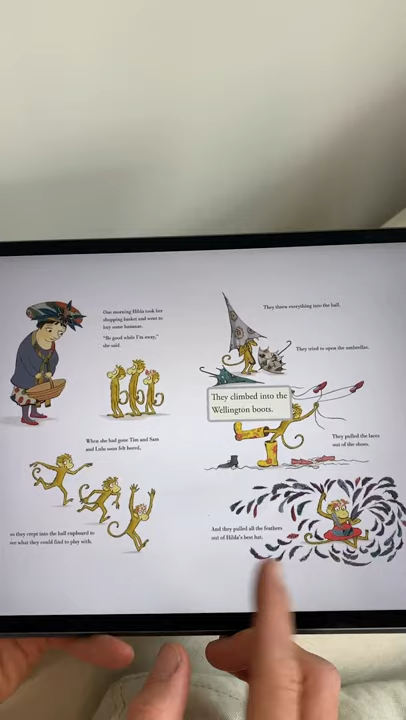 One morning Hilda took her
shopping basket and went to
buy some bananas.
"Be good while I'm away,"
she said.
When she had gone Tim and Sam
and Lulu soon felt bored,
so they crept into the hall cupboard to
see what they could find to play with.
They threw everything into the hall.
They tried to open the umbrellas.
They climbed into the
Wellington boots.
They pulled the laces
out of the shoes.
And they pulled all the feathers
out of Hilda's best hat.